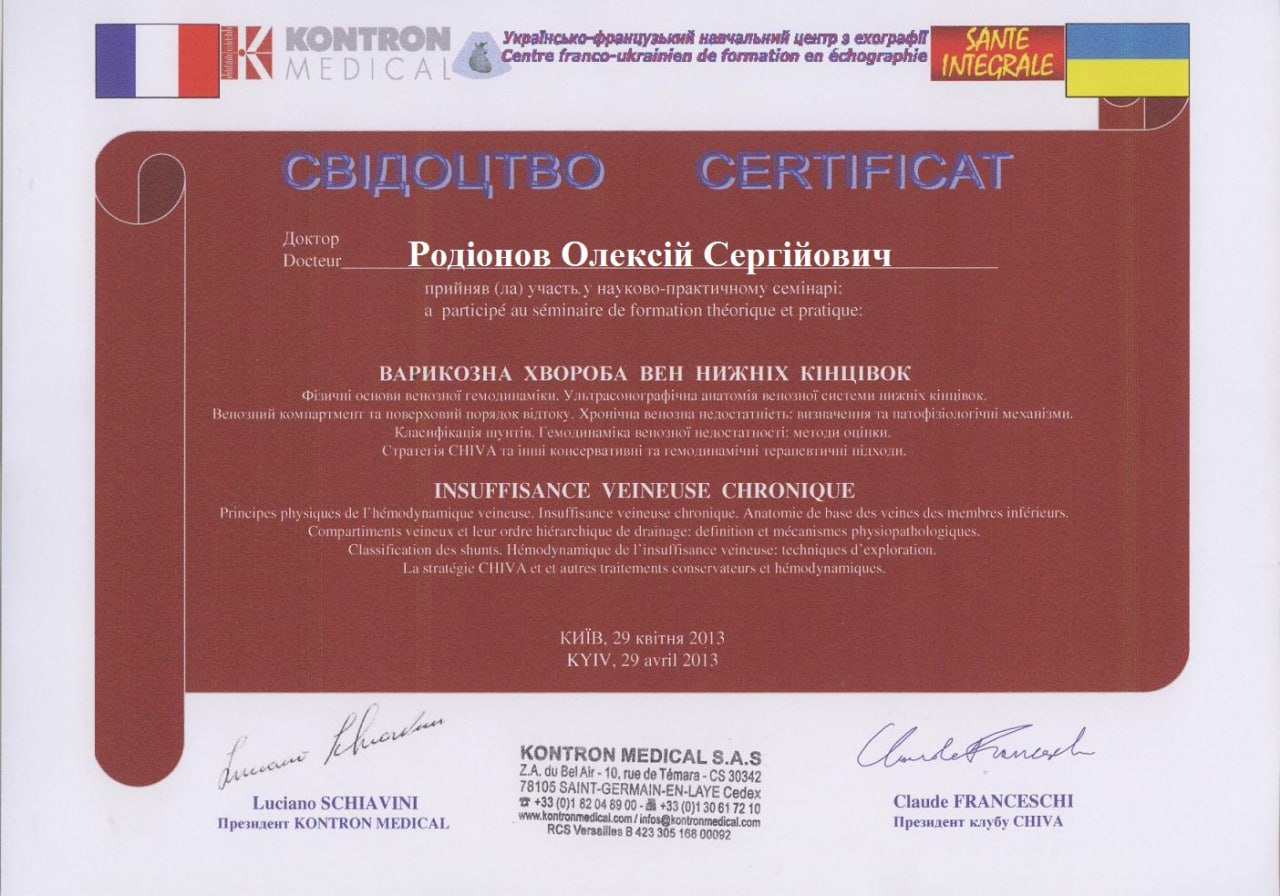 KONTRON
MEDICAL
Українсько-французький навчальний центр з ехографії
Centre franco-ukrainien de formation en échographie
SANTE
INTEGRALE
СВІДОЦТВО CERTIFICAT
Доктор
Docteur Родіонов Олексій Сергійович
прийняв (ла) участь у науково-практичному семінарі:
a participé au séminaire de formation théorique et pratique:
ВАРИКОЗНА ХВОРОБА ВЕН НИЖНІХ КІНЦІВОК
Фізичні основи венозної гемодинаміки. Ультрасонографічна анатомія венозної системи нижніх кінцівок.
Венозний компартмент та поверховий порядок відтоку. Хронічна венозна недостатність: визначення та патофізіологічні механізми.
Класифікація шунтів. Гемодинаміка венозної недостатності: методи оцінки.
Стратегія CHIVA та інші консервативні та гемодинамічні терапевтичні підходи.
INSUFFISANCE VEINEUSE CHRONIQUE
Principes physiques de l'hémodynamique veineuse. Insuffisance veineuse chronique. Anatomie de base des veines des membres inférieurs.
Compartiments veineux et leur ordre hiérarchique de drainage: definition et mécanismes physiopathologiques.
Classification des shunts. Hémodynamique de l'insuffisance veineuse: techniques d'exploration.
La stratégie CHIVA et et autres traitements conservateurs et hémodynamiques.
КИЇВ, 29 квітня 2013
KYIV, 29 avril 2013
Luciano Schiavini
Luciano SCHIAVINI
Президент KONTRON MEDICAL
KONTRON MEDICAL S.A.S
Z.A. du Bel Air - 10, rue de Témara - CS 30342
78105 SAINT-GERMAIN-EN-LAYE Cedex
☎ +33 (0)1 82 04 89 00 - +33 (0)1 30 61 72 10
www.kontronmedical.com / infos@kontronmedical.com
RCS Versailles B 423 305 168 00092
Claude Franceschi
Claude FRANCESCHI
Президент клубу CHIVA